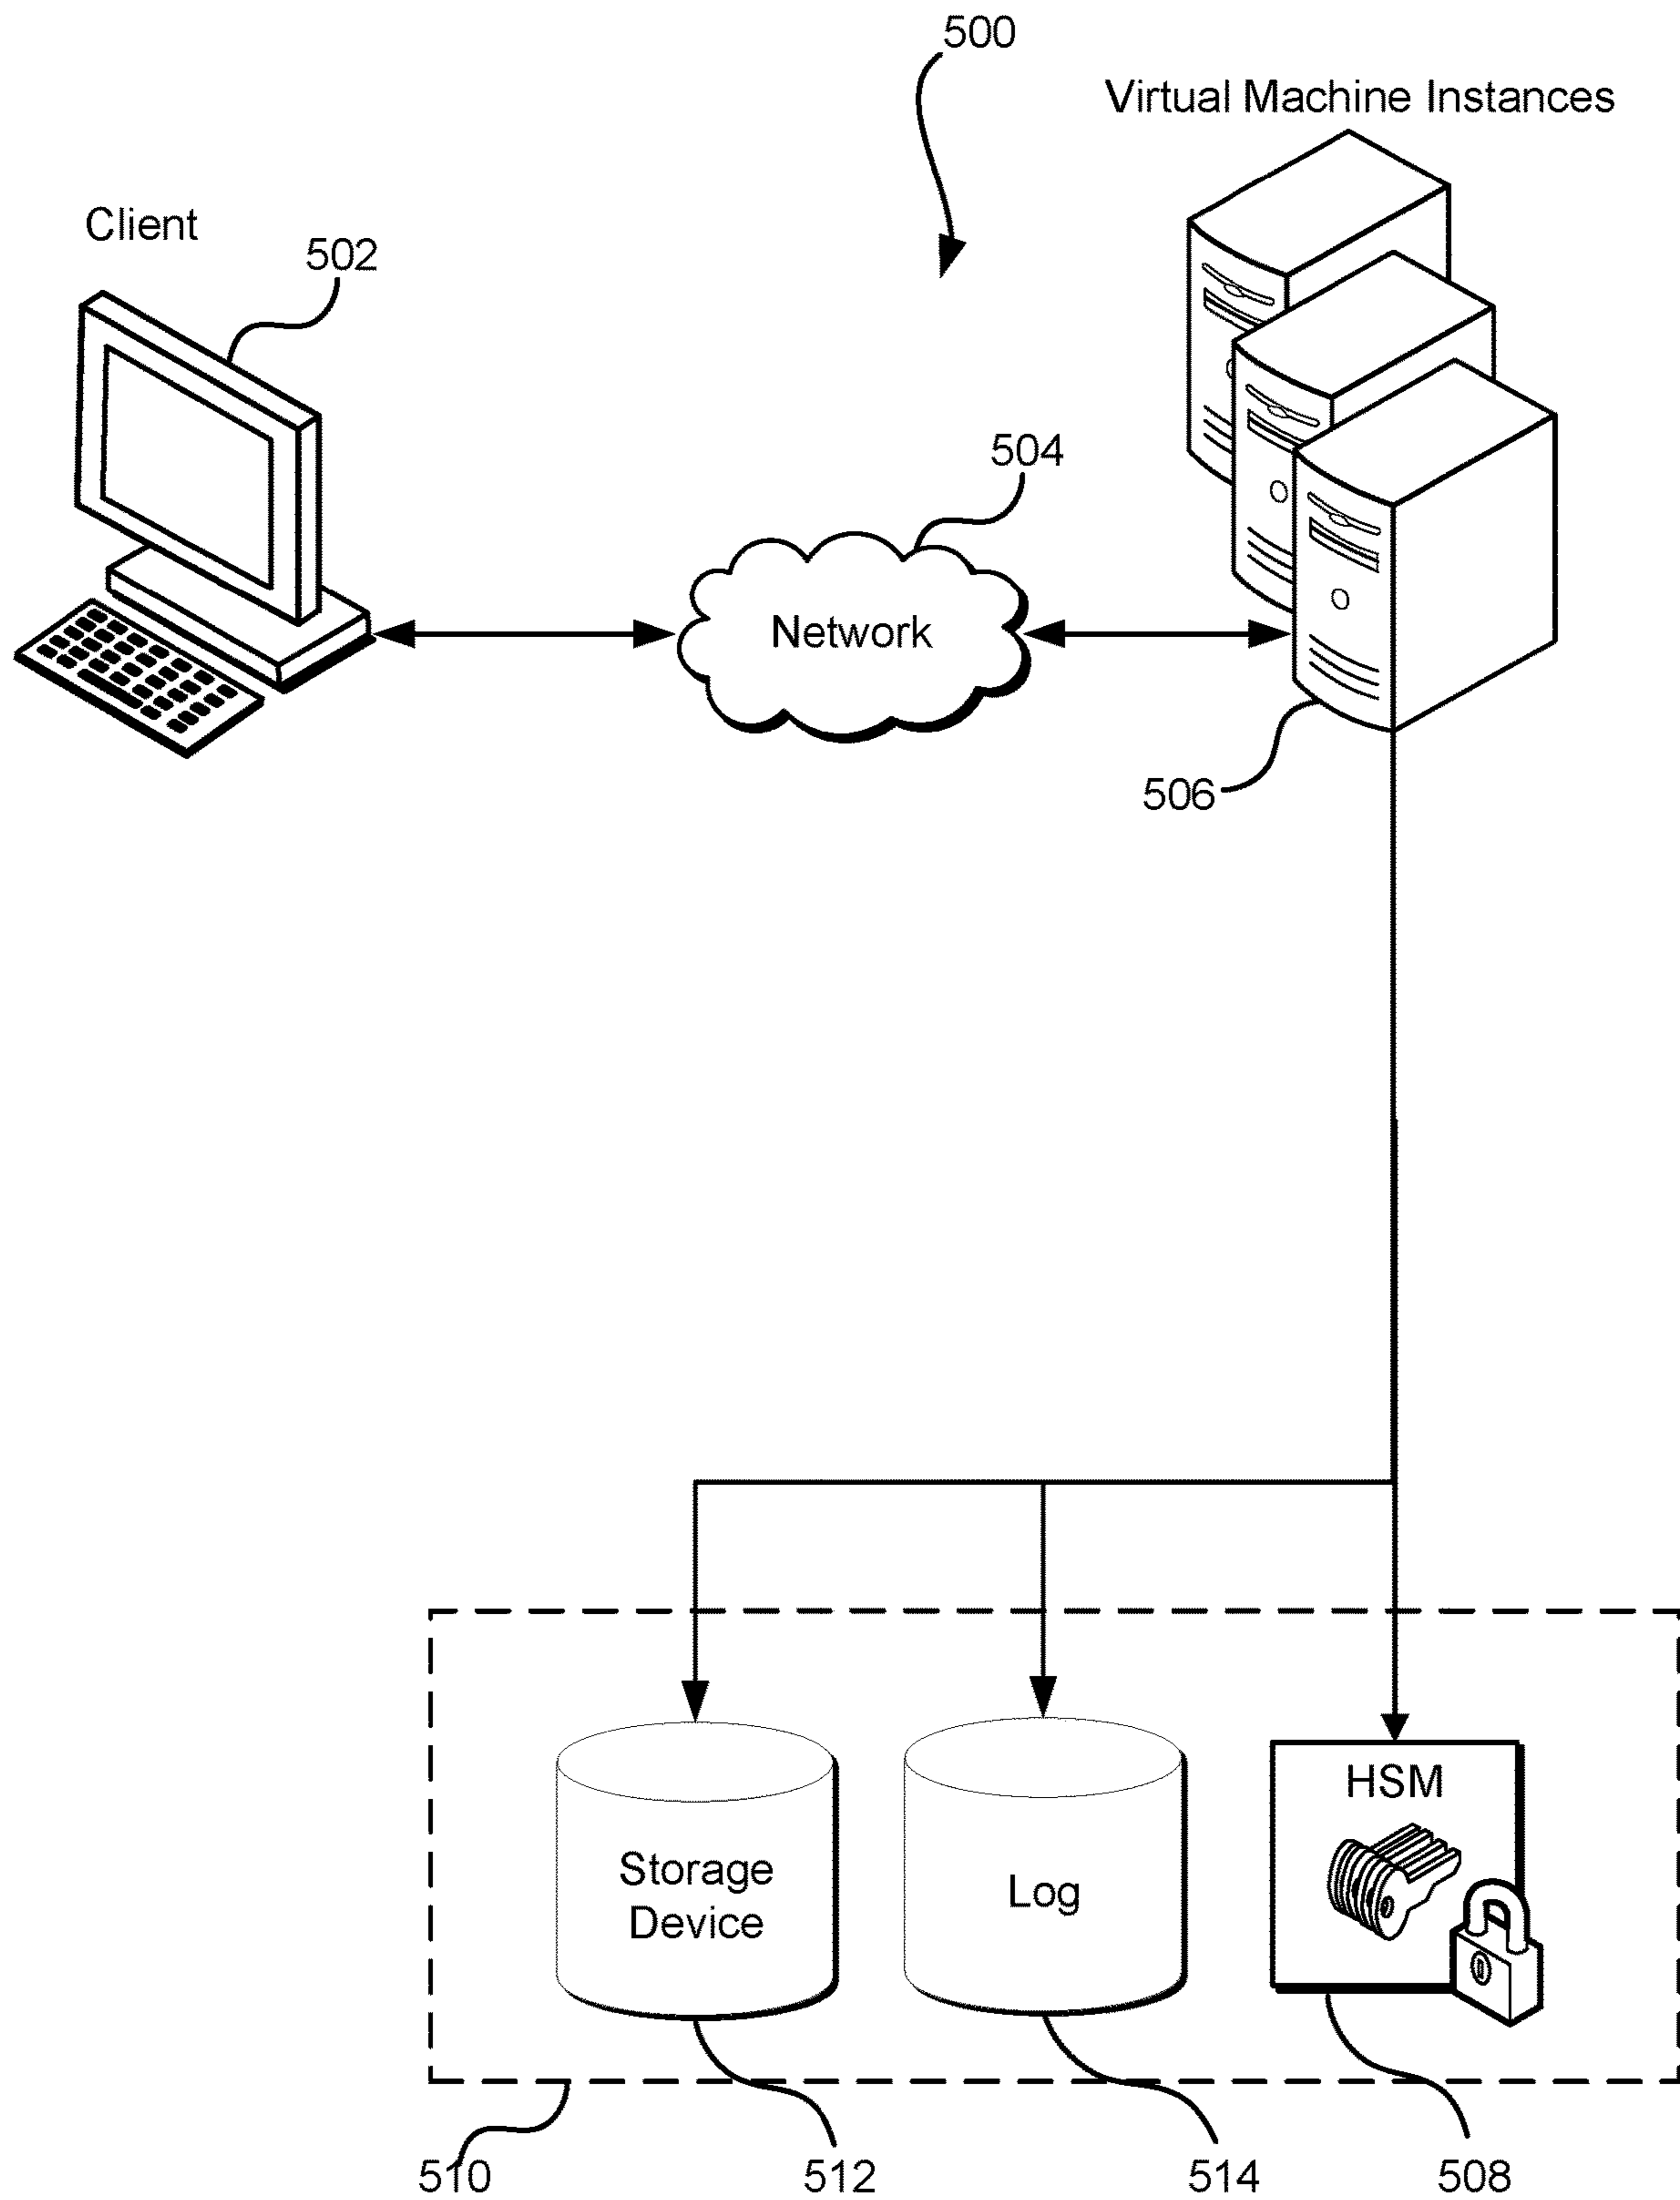 500
Virtual Machine Instances
Client
502
504
Network
506
HSM
Storage
Device
Log
510
512
514
508